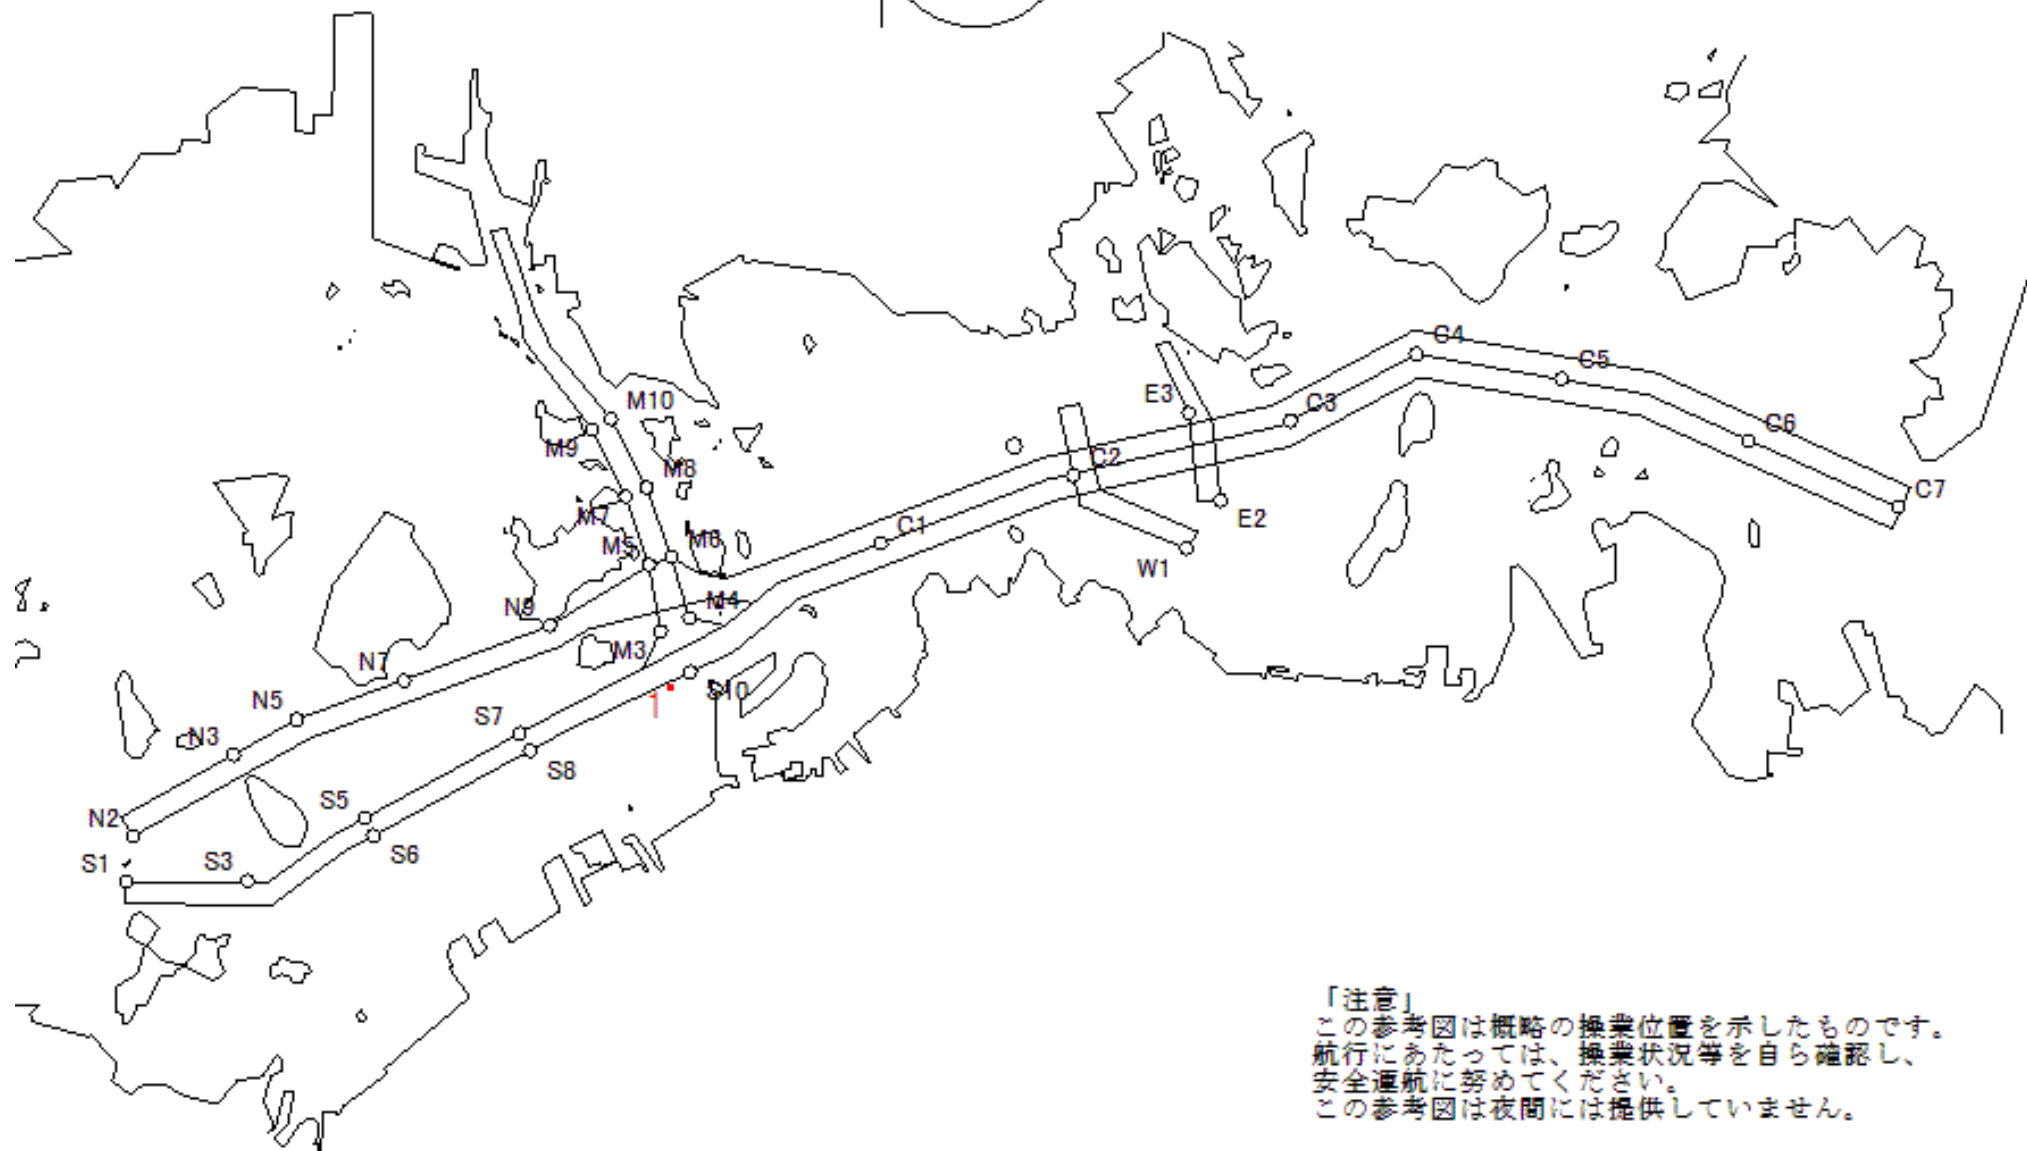 C4
C5
E3
M10
C3
C6
M9
C2
M8
C7
M7
C1
E2
M5
M6
W1
N9
M4
M3
N7
S10
1
N5
S7
N3
S8
S5
N2
S6
S1
S3
「注意」
この参考図は概略の操業位置を示したものです。
航行にあたっては、操業状況等を自ら確認し、
安全運航に努めてください。
この参考図は夜間には提供していません。